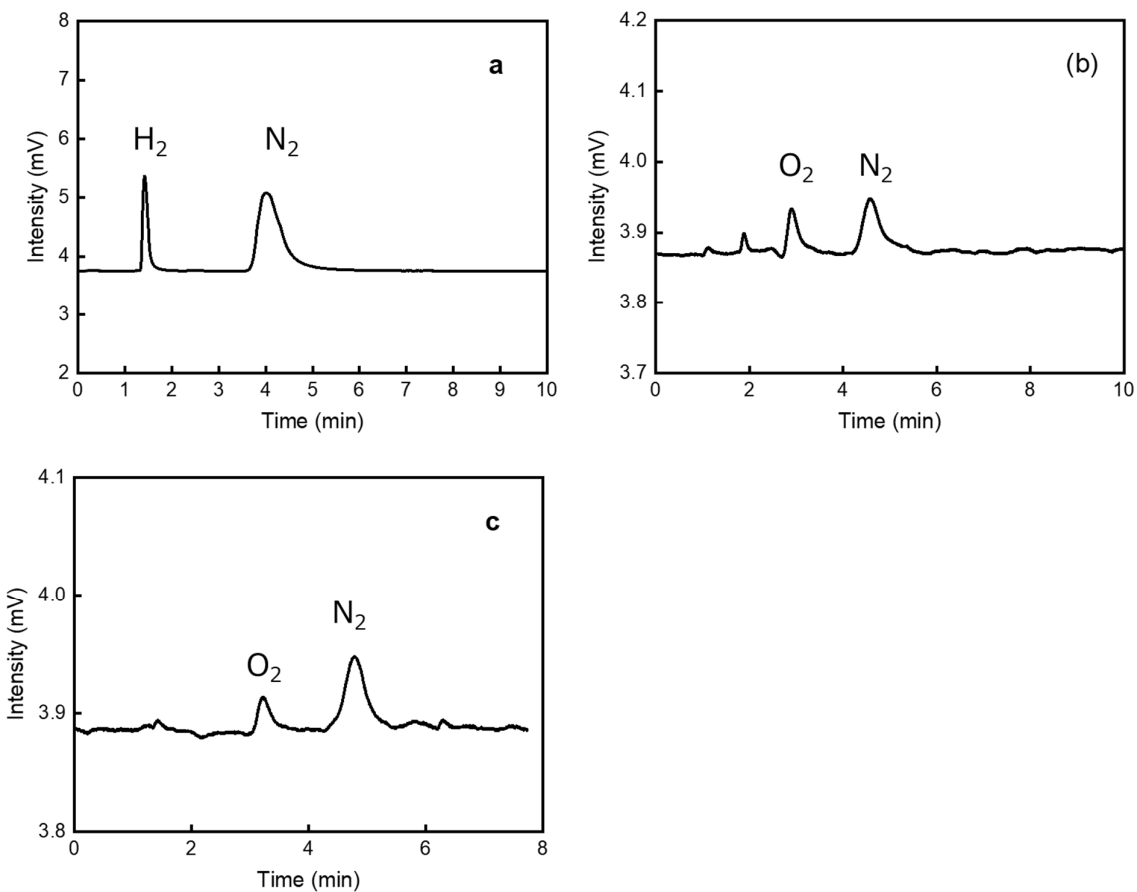 a
H2
N2
Intensity (mV)
8
7
6
5
4
3
2
0 1 2 3 4 5 6 7 8 9 10
Time (min)
(b)
O2
N2
Intensity (mV)
4.2
4.1
4.0
3.9
3.8
3.7
0 2 4 6 8 10
Time (min)
c
O2
N2
Intensity (mV)
4.1
4.0
3.9
3.8
0 2 4 6 8
Time (min)